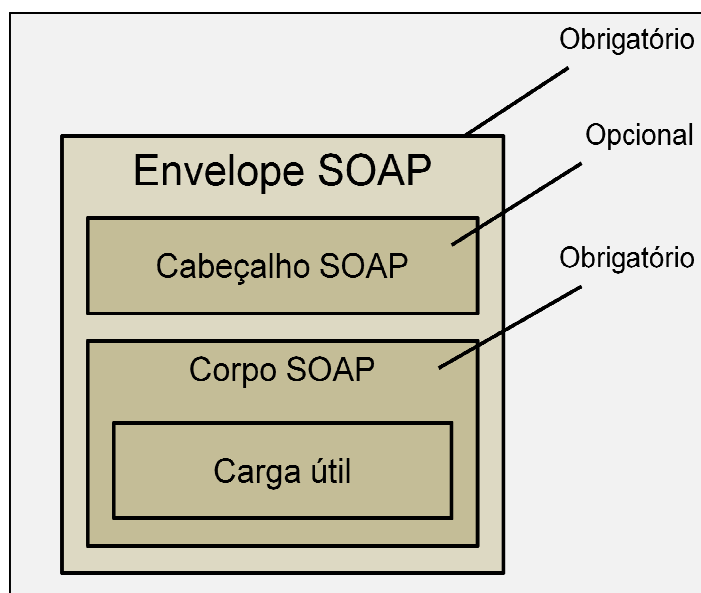 Obrigatório
Opcional
Envelope SOAP
Cabeçalho SOAP
Obrigatório
Corpo SOAP
Carga útil